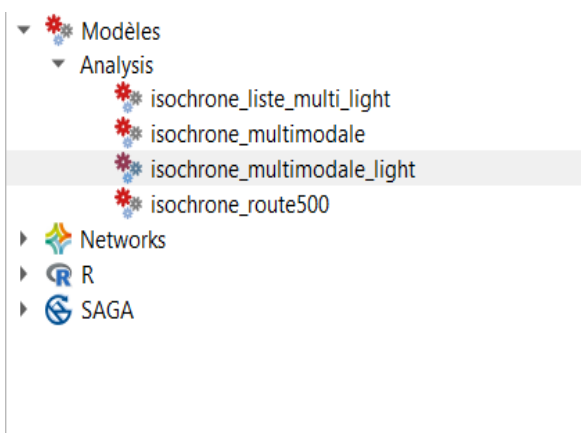 Modèles
Analysis
isochrone_liste_multi_light
isochrone_multimodale
isochrone_multimodale_light
isochrone_route500
Networks
R
SAGA